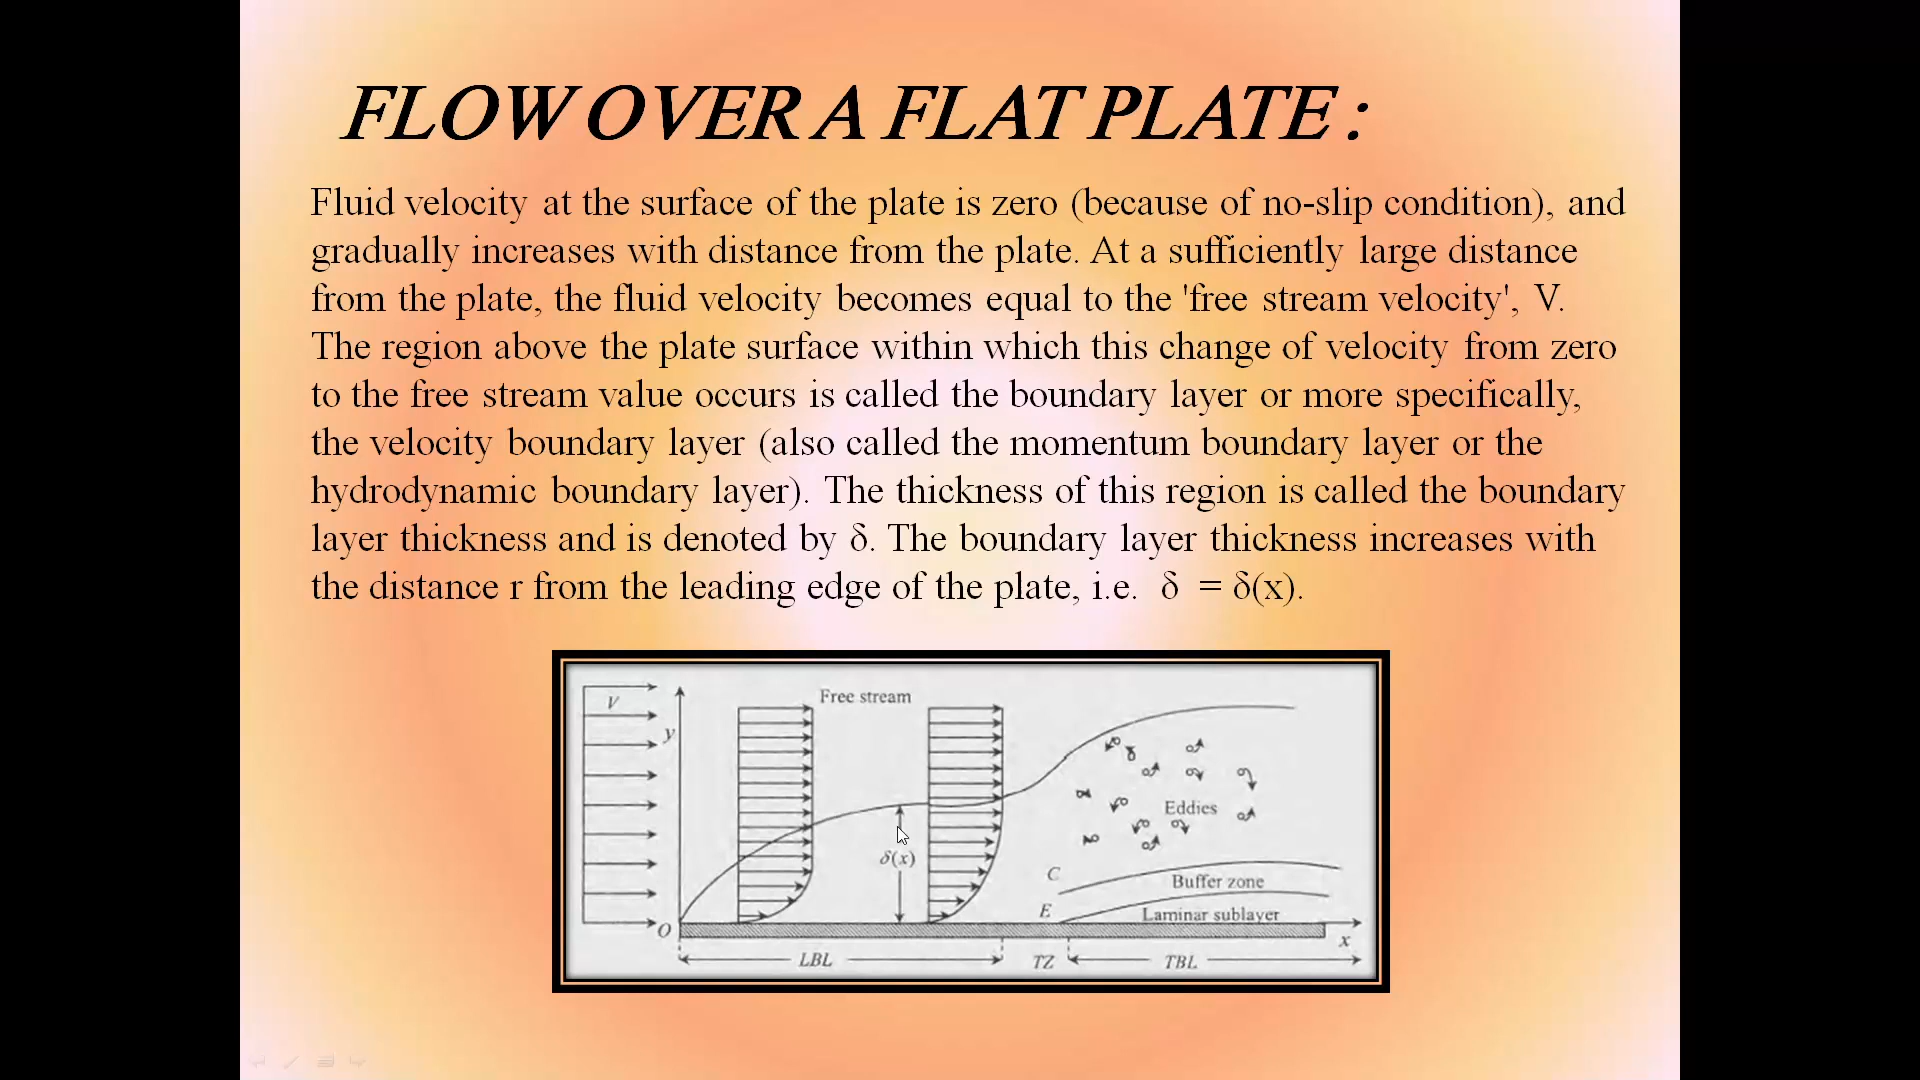 FLOW OVER A FLAT PLATE :
Fluid velocity at the surface of the plate is zero (because of no-slip condition), and
gradually increases with distance from the plate. At a sufficiently large distance
from the plate, the fluid velocity becomes equal to the 'free stream velocity', V.
The region above the plate surface within which this change of velocity from zero
to the free stream value occurs is called the boundary layer or more specifically,
the velocity boundary layer (also called the momentum boundary layer or the
hydrodynamic boundary layer). The thickness of this region is called the boundary
layer thickness and is denoted by δ. The boundary layer thickness increases with
the distance r from the leading edge of the plate, i.e. δ = δ(x).
V
Free stream
y
Eddies
δ(x)
C
Buffer zone
E
Laminar sublayer
O
x
LBL
TZ
TBL